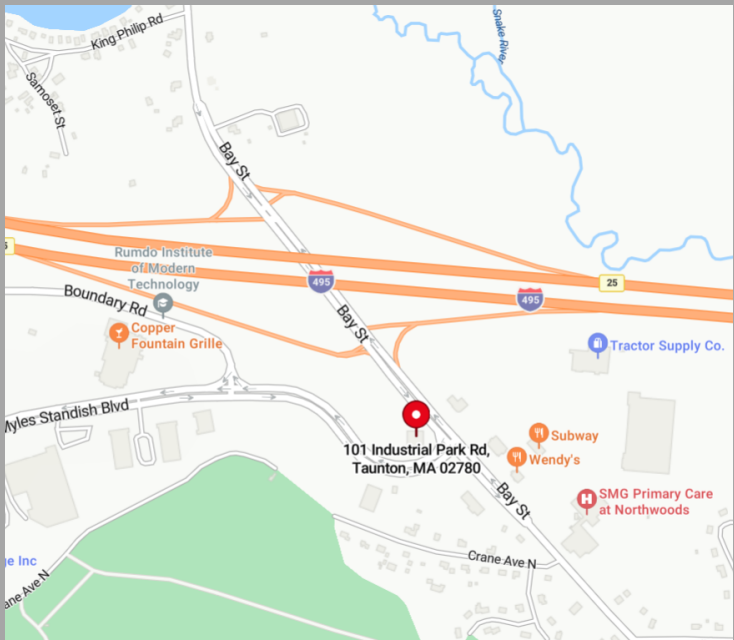 King Philip Rd
Snake River
Samoset St
Bay St
Rumdo Institute
of Modern
Technology
25
495
495
Boundary Rd
Bay St
Copper
Fountain Grille
Tractor Supply Co.
Myles Standish Blvd
101 Industrial Park Rd,
Taunton, MA 02780
Subway
Wendy's
Bay St
H
SMG Primary Care
at Northwoods
Crane Ave N
ge Inc
ane Ave N